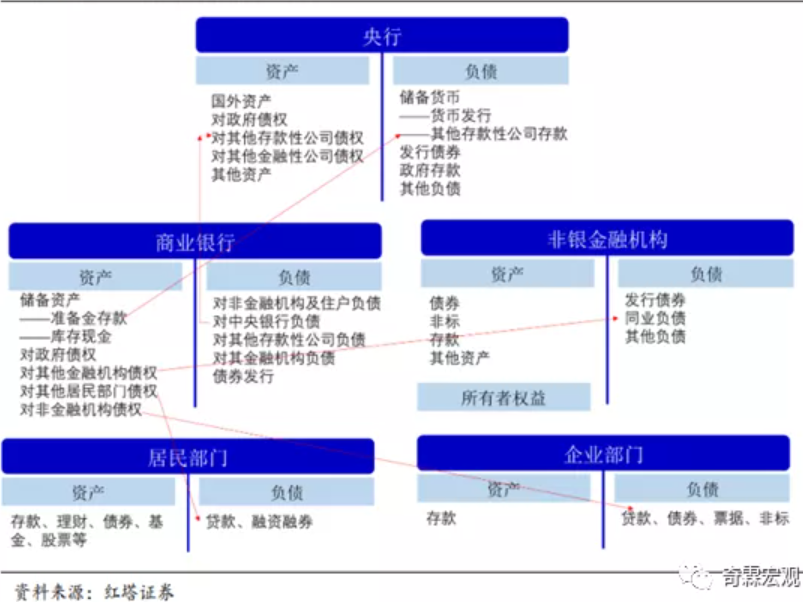 央行
资产
负债
国外资产
对政府债权
对其他存款性公司债权
对其他金融性公司债权
其他资产
储备货币
——货币发行
——其他存款性公司存款
发行债券
政府存款
其他负债
商业银行
资产
负债
储备资产
——准备金存款
——库存现金
对政府债权
对其他金融机构债权
对其他居民部门债权
对非金融机构债权
对非金融机构及住户负债
对中央银行负债
对其他存款性公司负债
对其金融机构负债
债券发行
非银金融机构
资产
负债
债券
非标
存款
其他资产
发行债券
同业负债
其他负债
所有者权益
居民部门
资产
负债
存款、理财、债券、基
金、股票等
贷款、融资融券
企业部门
资产
负债
存款
贷款、债券、票据、非标
资料来源：红塔证券
奇霖宏观